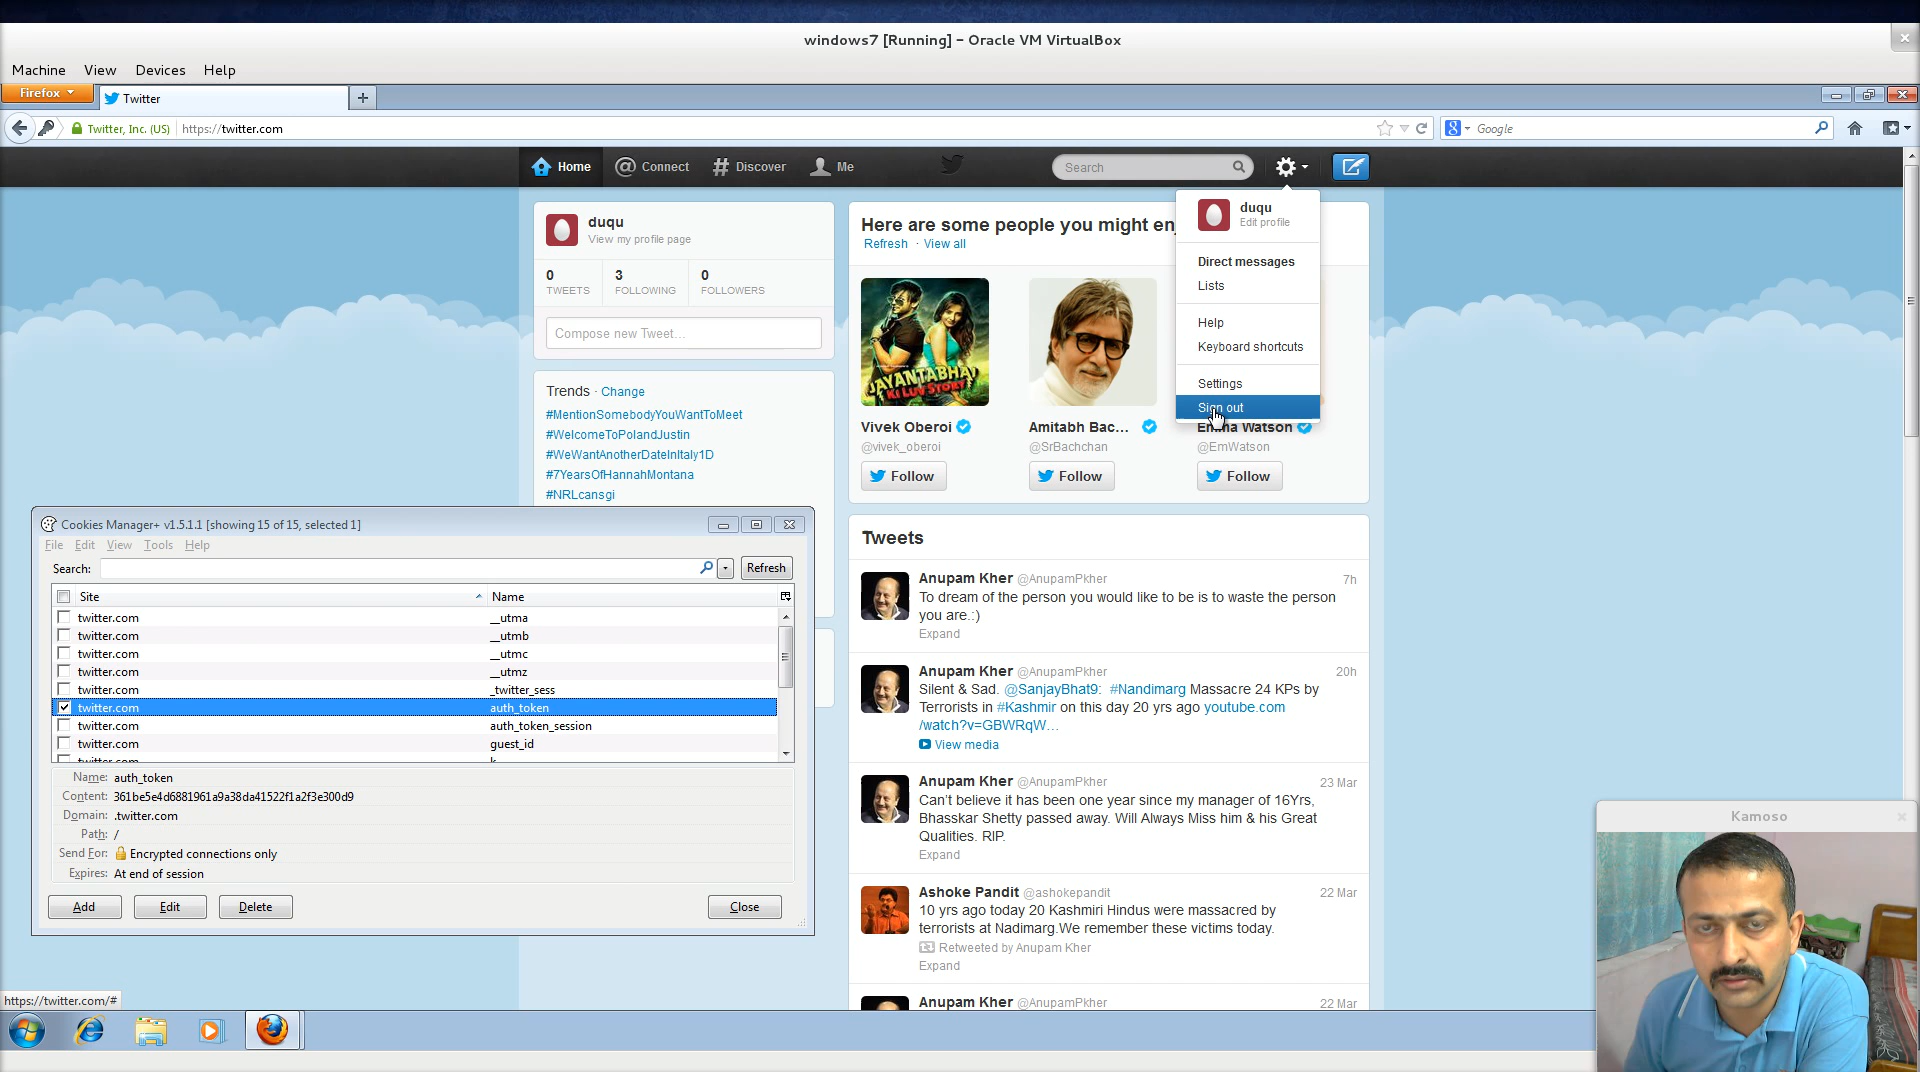 windows7 [Running] – Oracle VM VirtualBox
Machine View Devices Help
Firefox
Twitter
Twitter, Inc. (US) https://twitter.com
Google
Home Connect Discover Me
Search
duqu
View my profile page
0 TWEETS
3 FOLLOWING
0 FOLLOWERS
Compose new Tweet…
Trends · Change
#MentionSomebodyYouWantToMeet
#WelcomeToPolandJustin
#WeWantAnotherDateInItaly1D
#7YearsOfHannahMontana
#NRLcansgi
Here are some people you might en
Refresh · View all
JAYANTABHAI
KI LUV STORY
Vivek Oberoi
@vivek_oberoi
Follow
Amitabh Bac...
@SrBachchan
Follow
Emma Watson
@EmWatson
Follow
duqu
Edit profile
Direct messages
Lists
Help
Keyboard shortcuts
Settings
Sign out
Tweets
Anupam Kher @AnupamPkher 7h
To dream of the person you would like to be is to waste the person
you are.:)
Expand
Anupam Kher @AnupamPkher 20h
Silent & Sad. @SanjayBhat9: #Nandimarg Massacre 24 KPs by
Terrorists in #Kashmir on this day 20 yrs ago youtube.com
/watch?v=GBWRqW…
View media
Anupam Kher @AnupamPkher 23 Mar
Can't believe it has been one year since my manager of 16Yrs,
Bhasskar Shetty passed away. Will Always Miss him & his Great
Qualities. RIP.
Expand
Ashoke Pandit @ashokepandit 22 Mar
10 yrs ago today 20 Kashmiri Hindus were massacred by
terrorists at Nadimarg.We remember these victims today.
Retweeted by Anupam Kher
Expand
Anupam Kher @AnupamPkher 22 Mar
Cookies Manager+ v1.5.1.1 [showing 15 of 15, selected 1]
File Edit View Tools Help
Search: Refresh
Site Name
twitter.com __utma
twitter.com __utmb
twitter.com __utmc
twitter.com __utmz
twitter.com _twitter_sess
twitter.com auth_token
twitter.com auth_token_session
twitter.com guest_id
twitter.com k
Name: auth_token
Content: 361be5e4d6881961a9a38da41522f1a2f3e300d9
Domain: .twitter.com
Path: /
Send For: Encrypted connections only
Expires: At end of session
Add Edit Delete Close
https://twitter.com/#
Kamoso